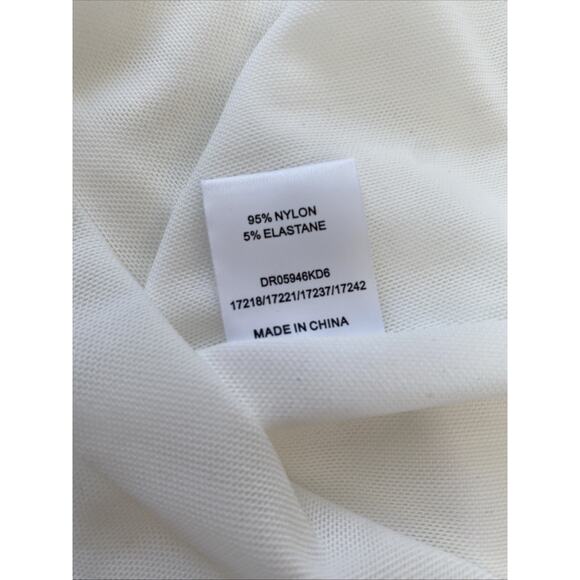 95% NYLON
5% ELASTANE
DR05946KD6
17218/17221/17237/17242
MADE IN CHINA